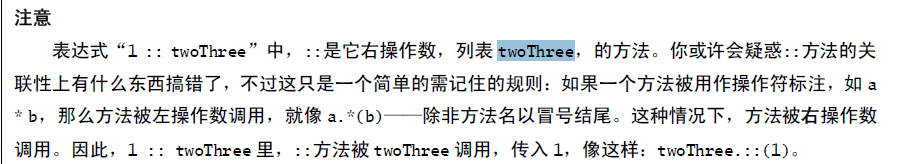 注意
表达式“1 :: twoThree”中，::是它右操作数，列表 twoThree，的方法。你或许会疑惑::方法的关
联性上有什么东西搞错了，不过这只是一个简单的需记住的规则：如果一个方法被用作操作符标注，如 a
* b，那么方法被左操作数调用，就像 a.*(b)——除非方法名以冒号结尾。这种情况下，方法被右操作数
调用。因此，1 :: twoThree 里，::方法被 twoThree 调用，传入 1，像这样：twoThree.::(1)。